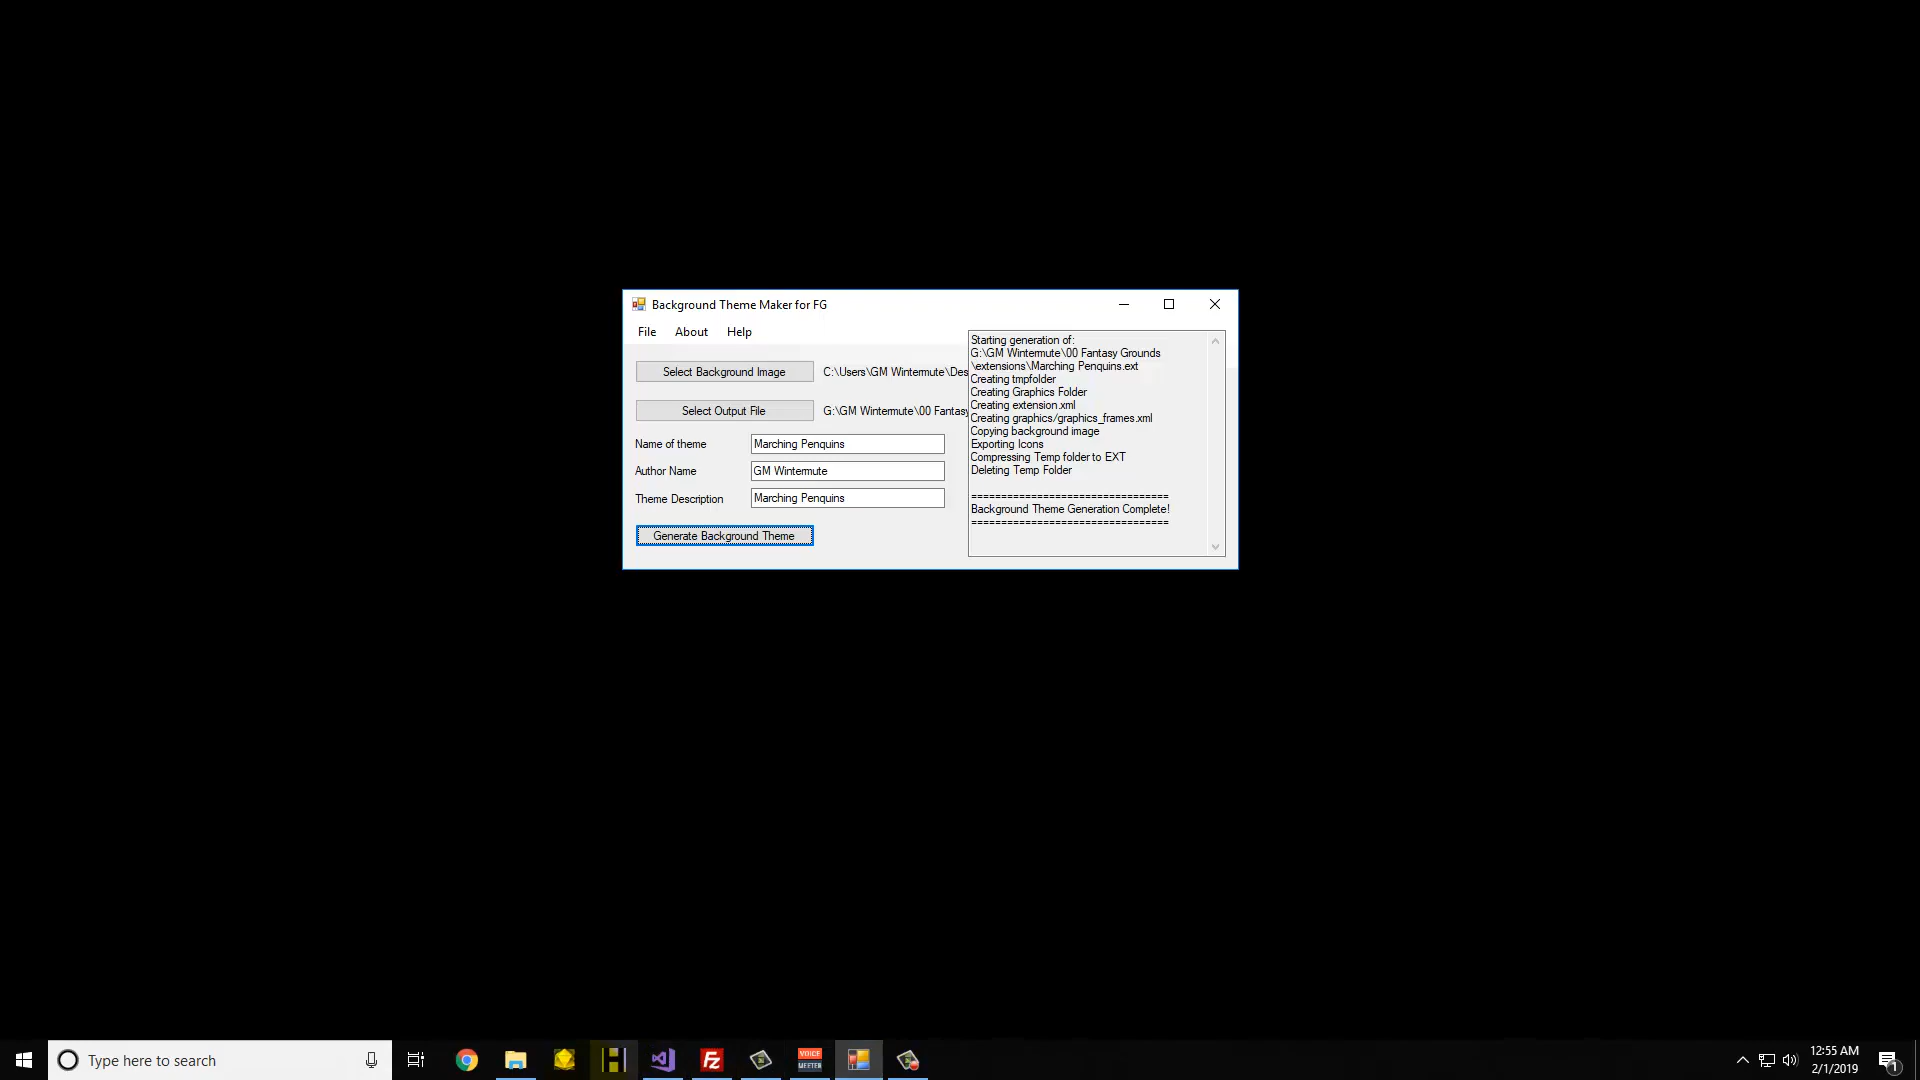 Background Theme Maker for FG
File About Help
Select Background Image C:\Users\GM Wintermute\Des
Select Output File G:\GM Wintermute\00 Fantasy
Name of theme Marching Penquins
Author Name GM Wintermute
Theme Description Marching Penquins
Generate Background Theme
Starting generation of:
G:\GM Wintermute\00 Fantasy Grounds
\extensions\Marching Penquins.ext
Creating tmpfolder
Creating Graphics Folder
Creating extension.xml
Creating graphics/graphics_frames.xml
Copying background image
Exporting Icons
Compressing Temp folder to EXT
Deleting Temp Folder
=================================
Background Theme Generation Complete!
=================================
Type here to search
FZ
VOICE
MEETER
12:55 AM
2/1/2019
1